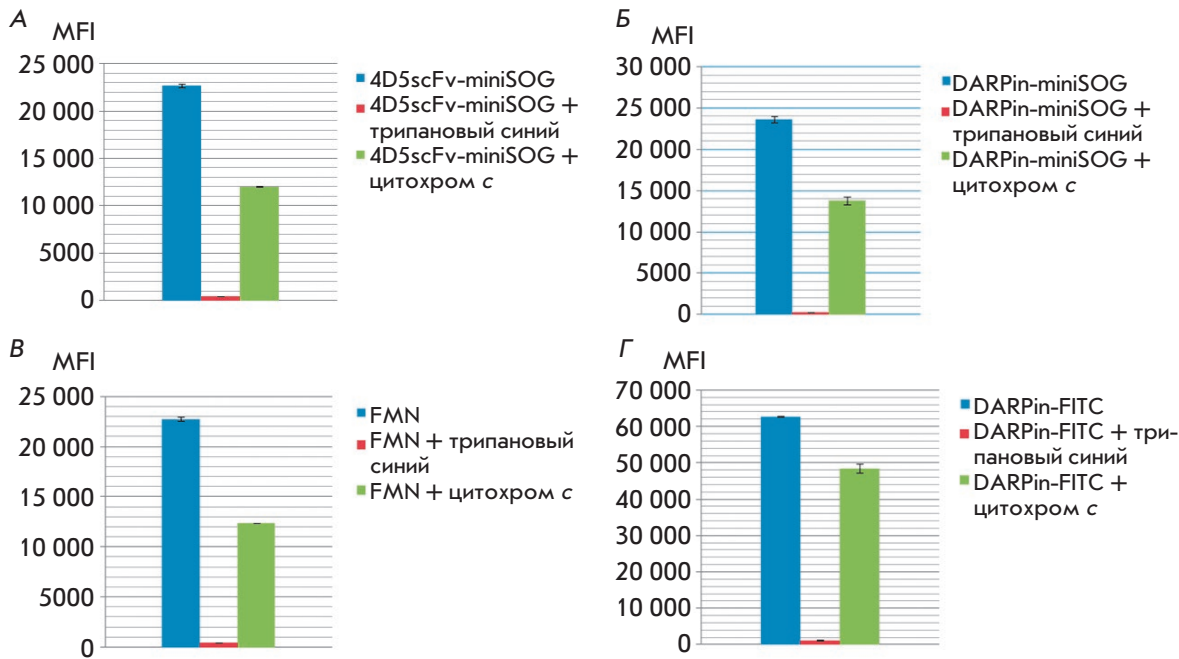 А
MFI
25 000
20 000
15 000
10 000
5000
0
4D5scFv-miniSOG
4D5scFv-miniSOG +
трипановый синий
4D5scFv-miniSOG +
цитохром с
Б
MFI
30 000
25 000
20 000
15 000
10 000
5000
0
DARPin-miniSOG
DARPin-miniSOG +
трипановый синий
DARPin-miniSOG +
цитохром с
В
MFI
25 000
20 000
15 000
10 000
5000
0
FMN
FMN + трипановый
синий
FMN + цитохром с
Г
MFI
70 000
60 000
50 000
40 000
30 000
20 000
10 000
0
DARPin-FITC
DARPin-FITC + три-
пановый синий
DARPin-FITC +
цитохром с